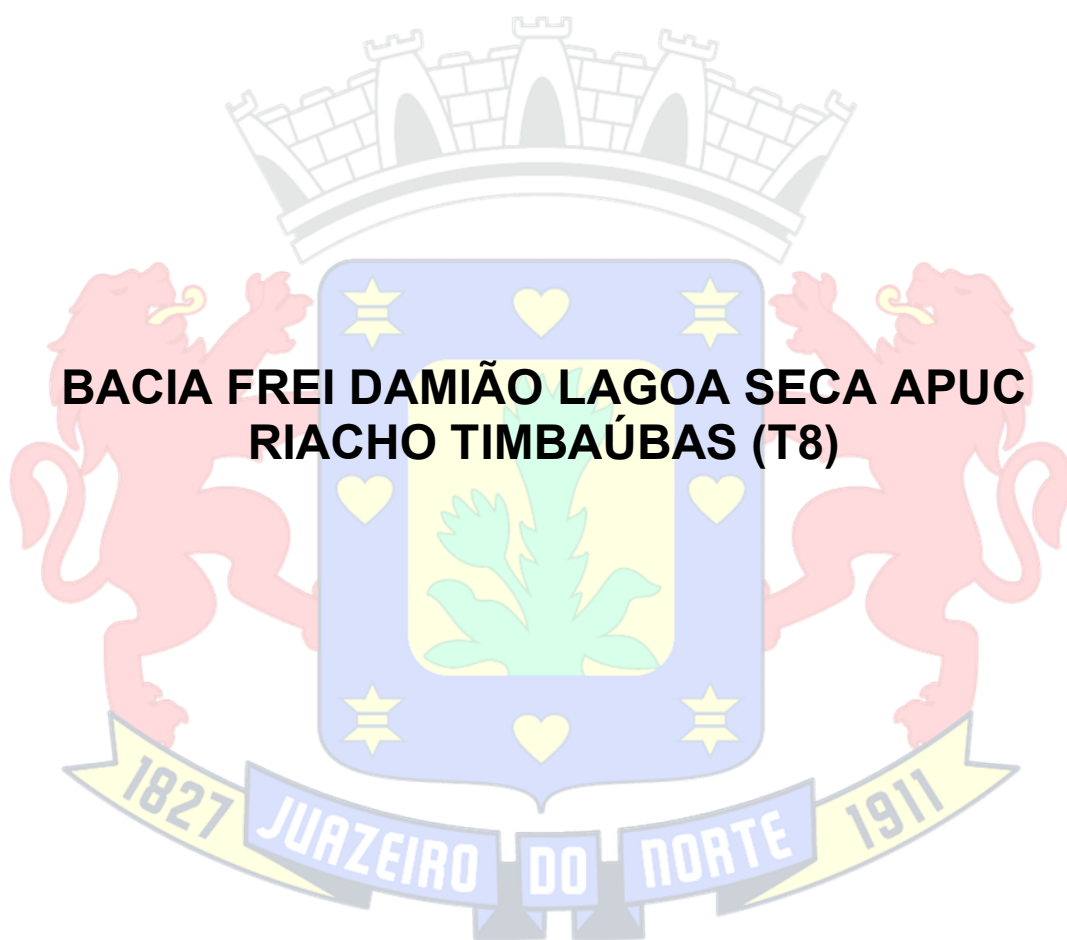 BACIA FREI DAMIÃO LAGOA SECA APUC
RIACHO TIMBAÚBAS (T8)
1827 JUAZEIRO DO NORTE 1911